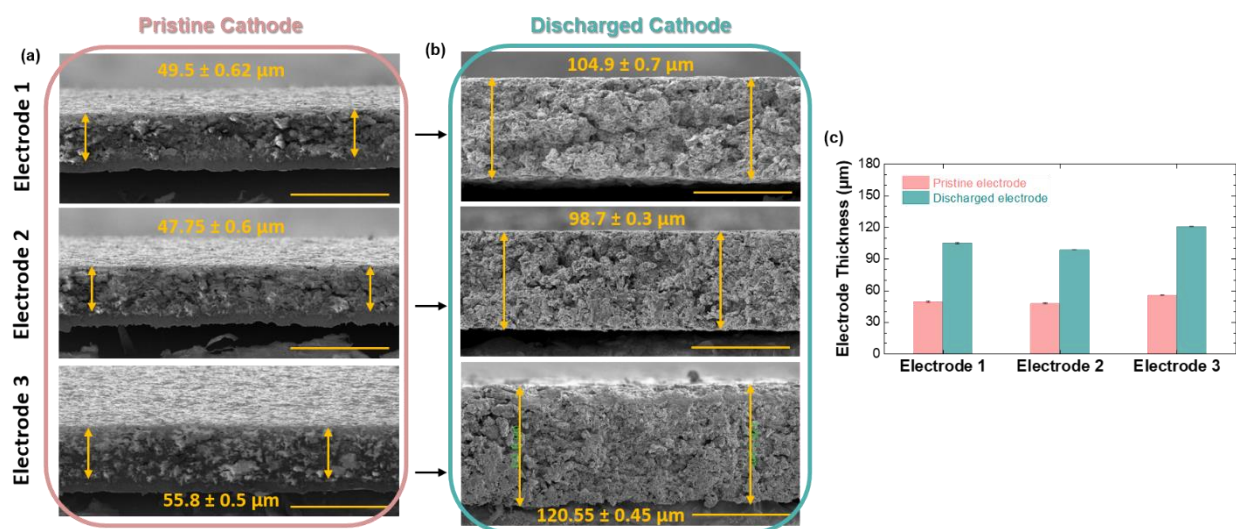 Pristine Cathode
Discharged Cathode
(a)
(b)
Electrode 1
49.5 ± 0.62 µm
104.9 ± 0.7 µm
Electrode 2
47.75 ± 0.6 µm
98.7 ± 0.3 µm
Electrode 3
55.8 ± 0.5 µm
120.55 ± 0.45 µm
(c)
Electrode Thickness (µm)
180
150
120
90
60
30
0
Pristine electrode
Discharged electrode
Electrode 1
Electrode 2
Electrode 3